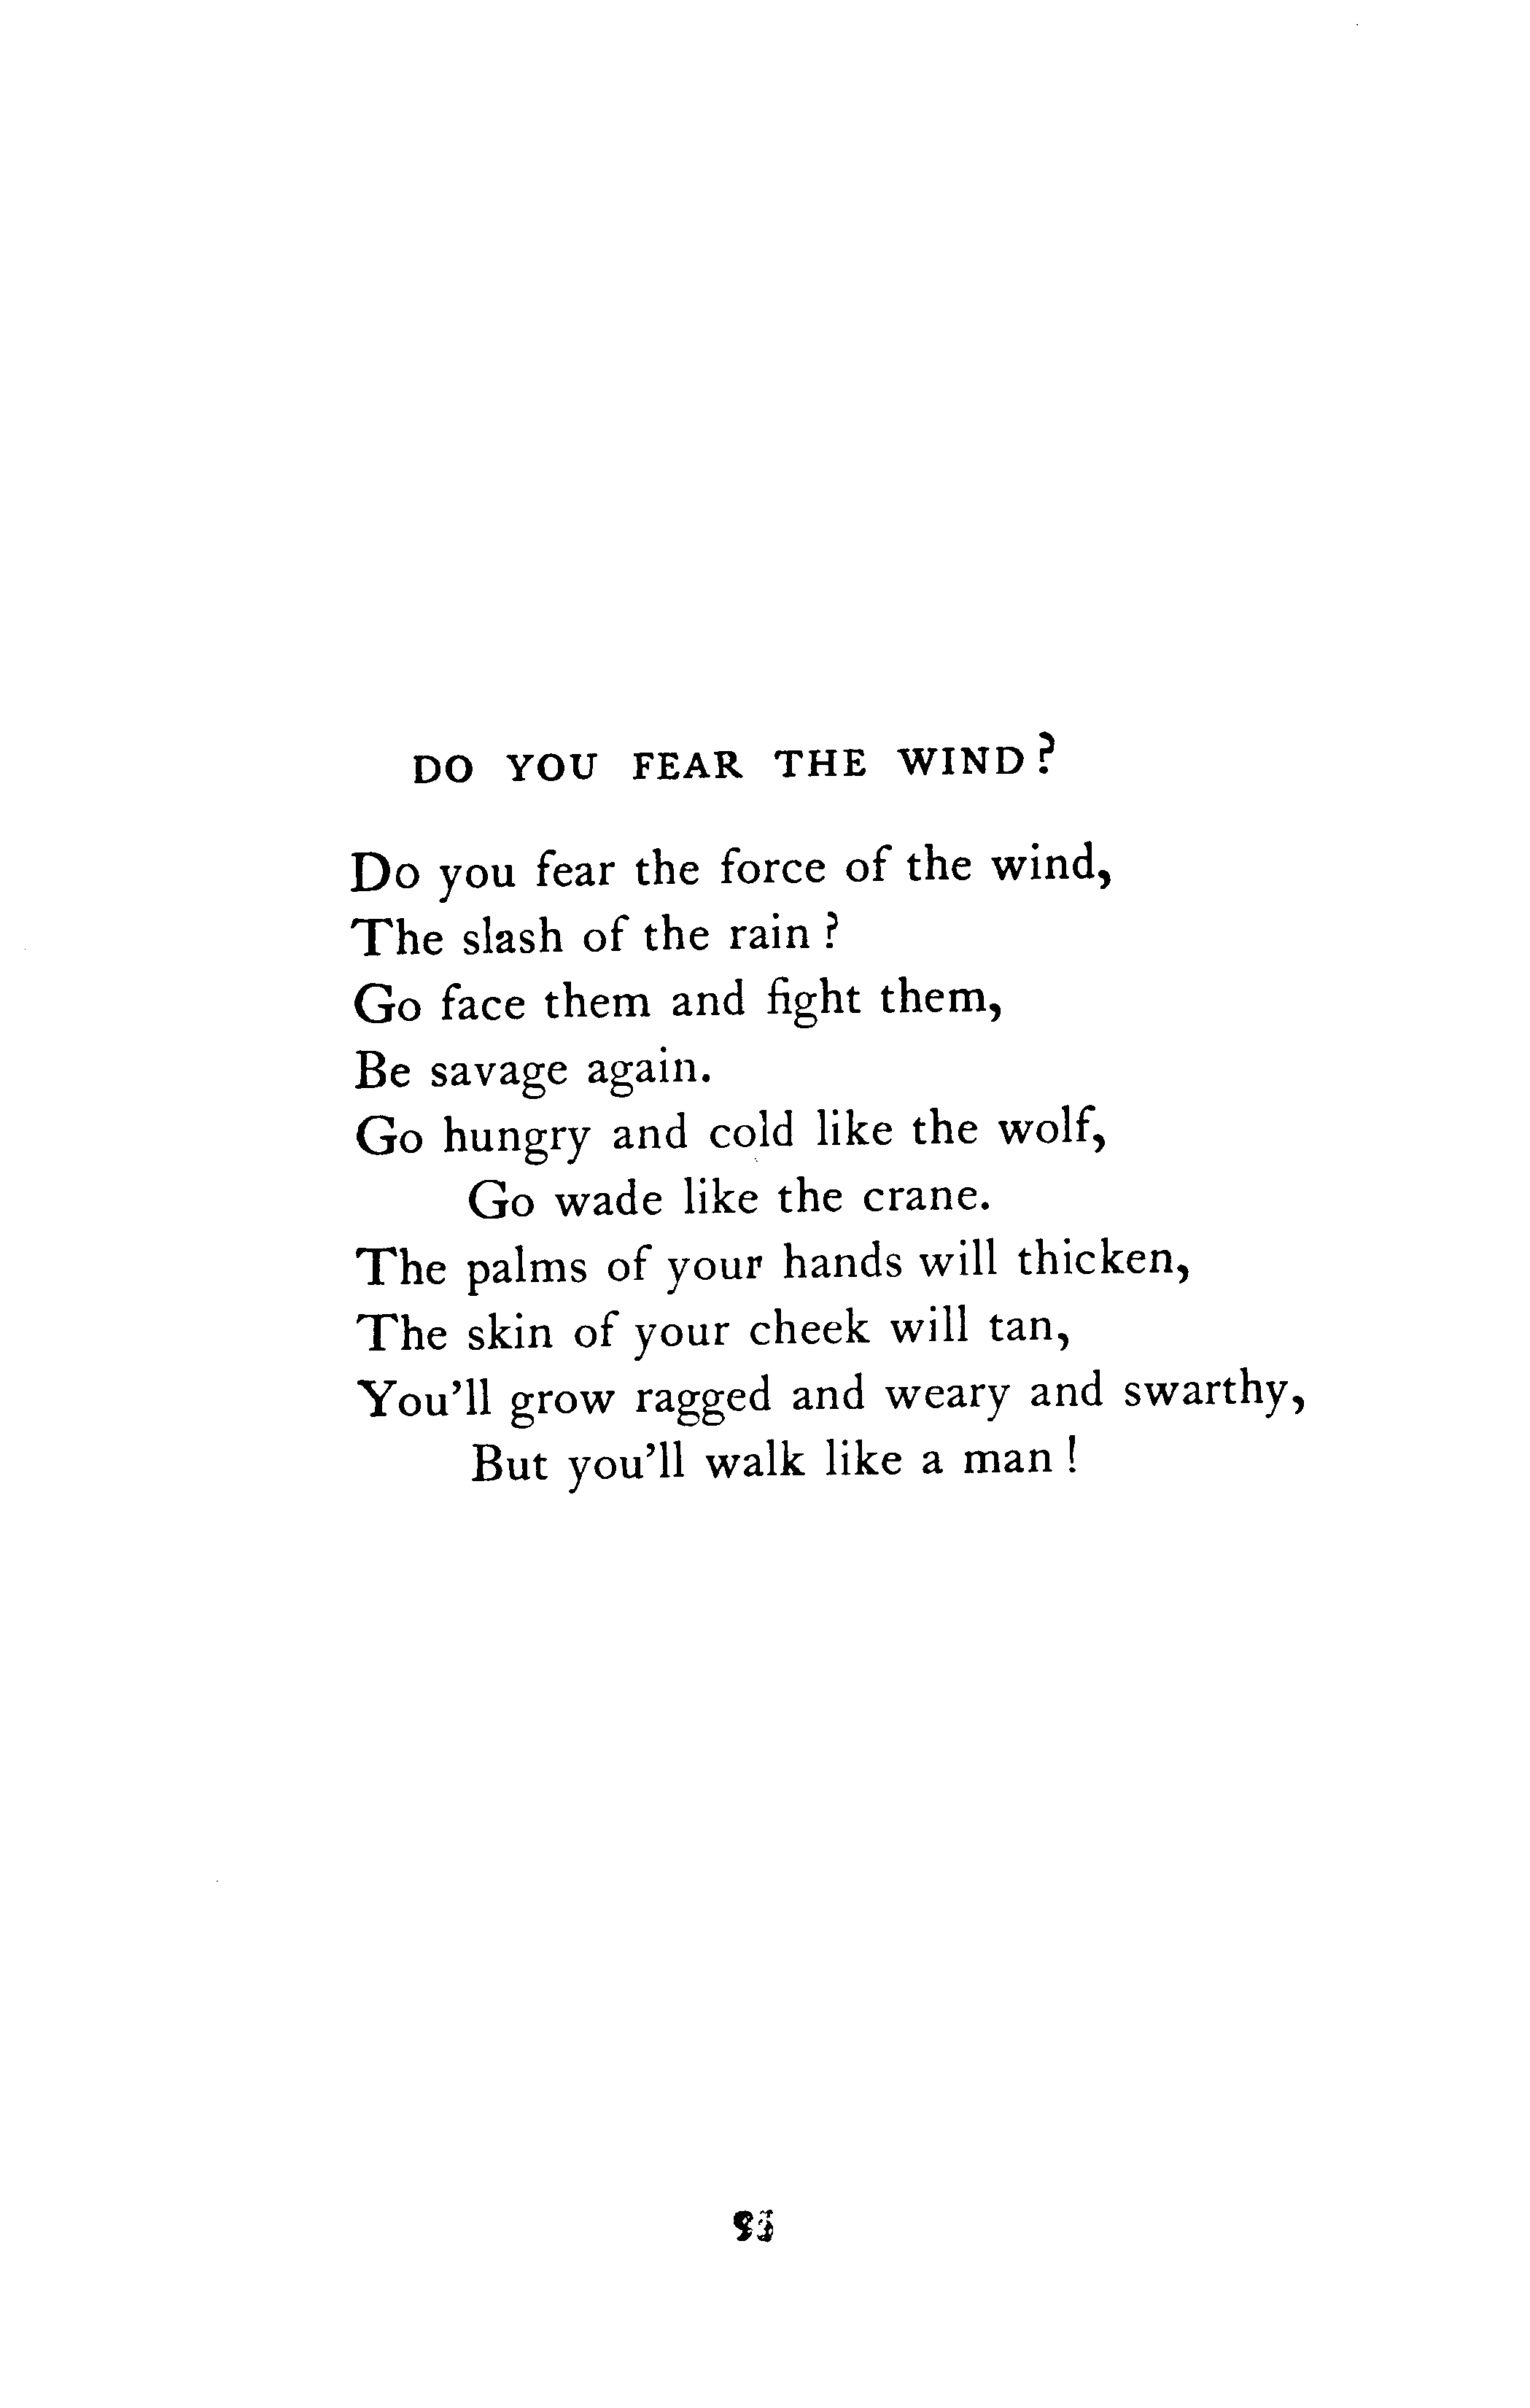 DO YOU FEAR THE WIND?
Do you fear the force of the wind,
The slash of the rain?
Go face them and fight them,
Be savage again.
Go hungry and cold like the wolf,
Go wade like the crane.
The palms of your hands will thicken,
The skin of your cheek will tan,
You'll grow ragged and weary and swarthy,
But you'll walk like a man!